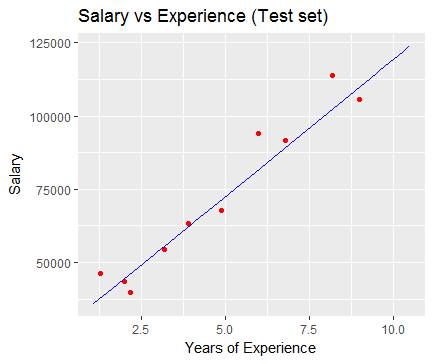 Salary vs Experience (Test set)
125000
100000
75000
50000
Salary
2.5 5.0 7.5 10.0
Years of Experience